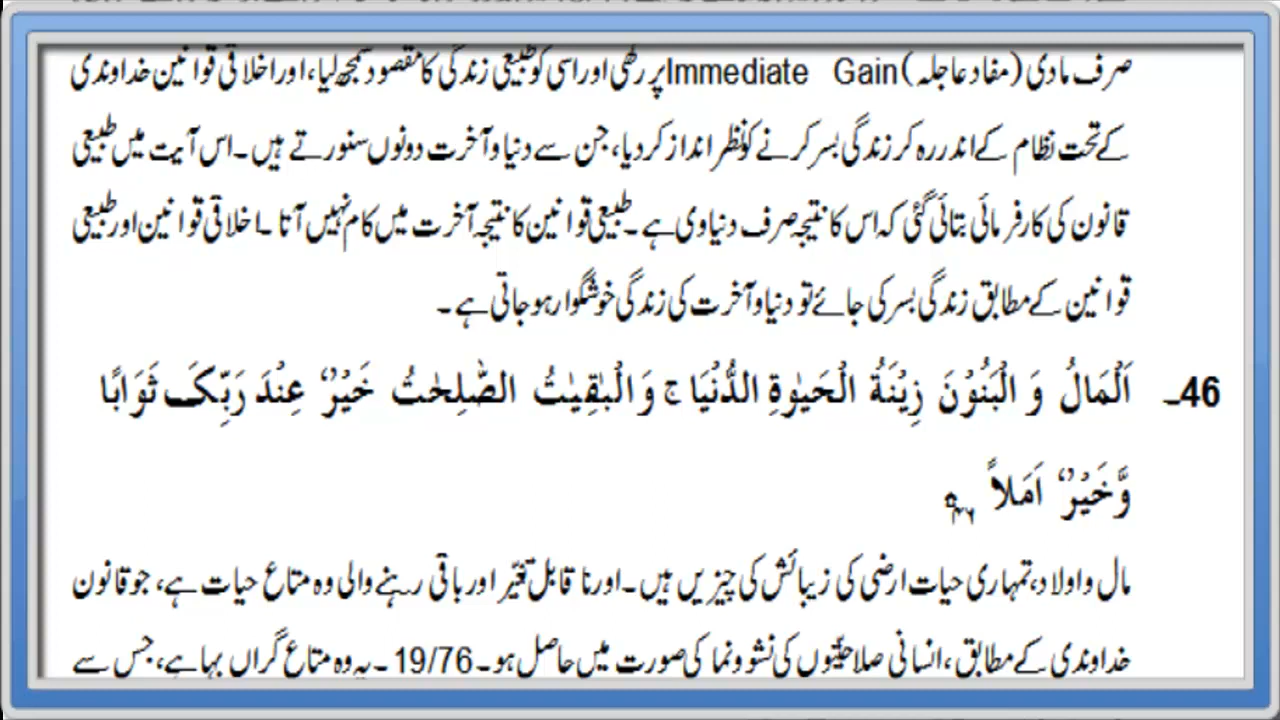 صرف مادی (مفاد عاجلہ) Immediate Gain پر رکھی اور اسی کو طبیعی زندگی کا مقصود سمجھ لیا، اور اخلاقی قوانین خداوندی
کے تحت نظام کے اندر رہ کر زندگی بسر کرنے کو نظر انداز کر دیا، جن سے دنیا و آخرت دونوں سنورتے ہیں۔ اس آیت میں طبیعی
قانون کی کارفرمائی بتائی گئی کہ اس کا نتیجہ صرف دنیاوی ہے۔ طبیعی قوانین کا نتیجہ آخرت میں کام نہیں آتا۔ اخلاقی قوانین اور طبیعی
قوانین کے مطابق زندگی بسر کی جائے تو دنیا و آخرت کی زندگی خوشگوار ہو جاتی ہے۔
46۔ اَلْمَالُ وَ الْبَنُوْنَ زِيْنَةُ الْحَيٰوةِ الدُّنْيَا ج وَ الْبٰقِيٰتُ الصّٰلِحٰتُ خَيْرٌ عِنْدَ رَبِّكَ ثَوَابًا
وَّخَيْرٌ اَمَلاً ۴۶
مال و اولاد، تمہاری حیات ارضی کی زیبائش کی چیزیں ہیں۔ اور نا قابل تغیّر اور باقی رہنے والی وہ متاع حیات ہے، جو قانون
خداوندی کے مطابق، انسانی صلاحیّتوں کی نشوونما کی صورت میں حاصل ہو۔ 19/76۔ یہ وہ متاع گراں بہا ہے، جس سے